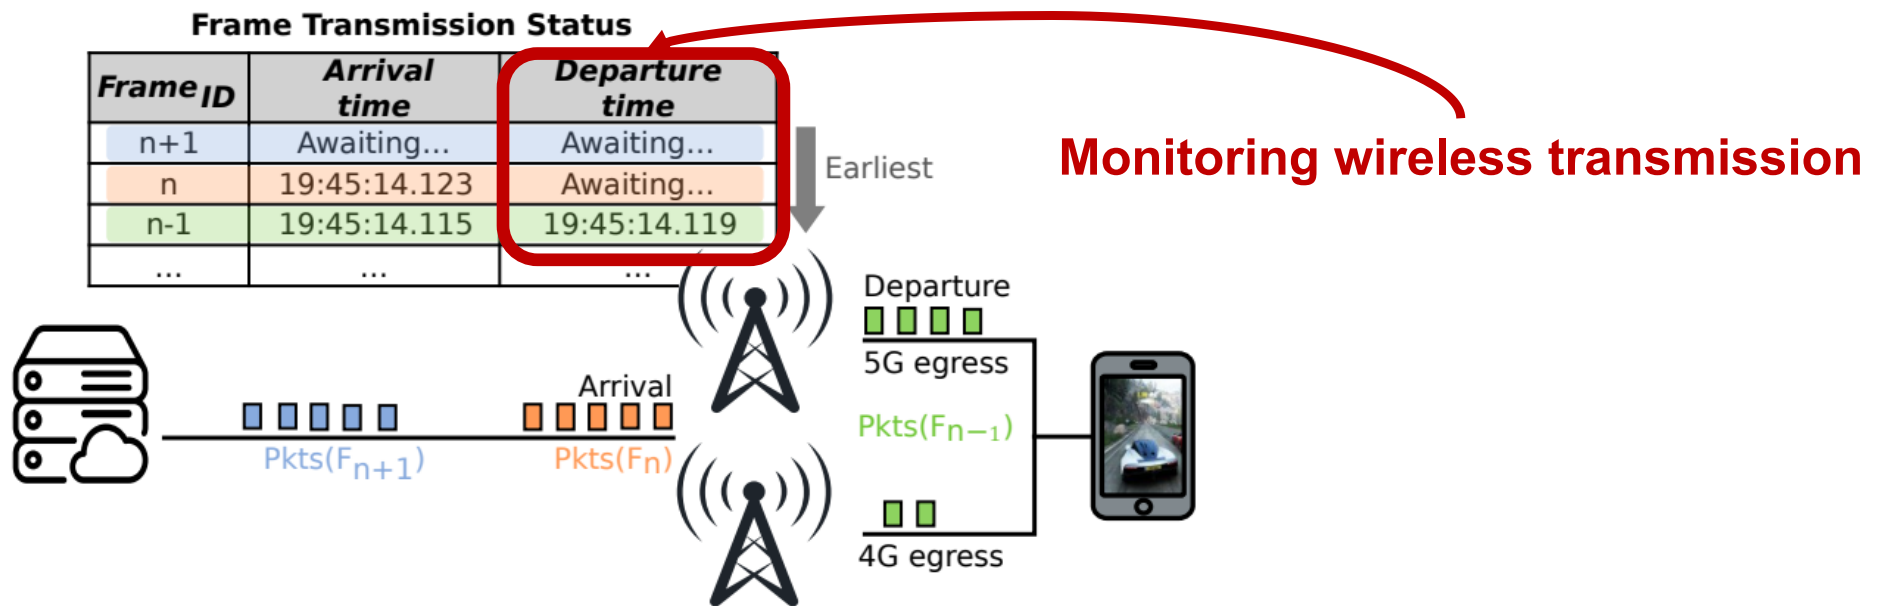 Frame Transmission Status
Frame ID Arrival time Departure time
n+1 Awaiting... Awaiting...
n 19:45:14.123 Awaiting...
n-1 19:45:14.115 19:45:14.119
... ... ...
Earliest
Monitoring wireless transmission
Departure
5G egress
Arrival
Pkts(Fn+1)
Pkts(Fn)
Pkts(Fn−1)
4G egress